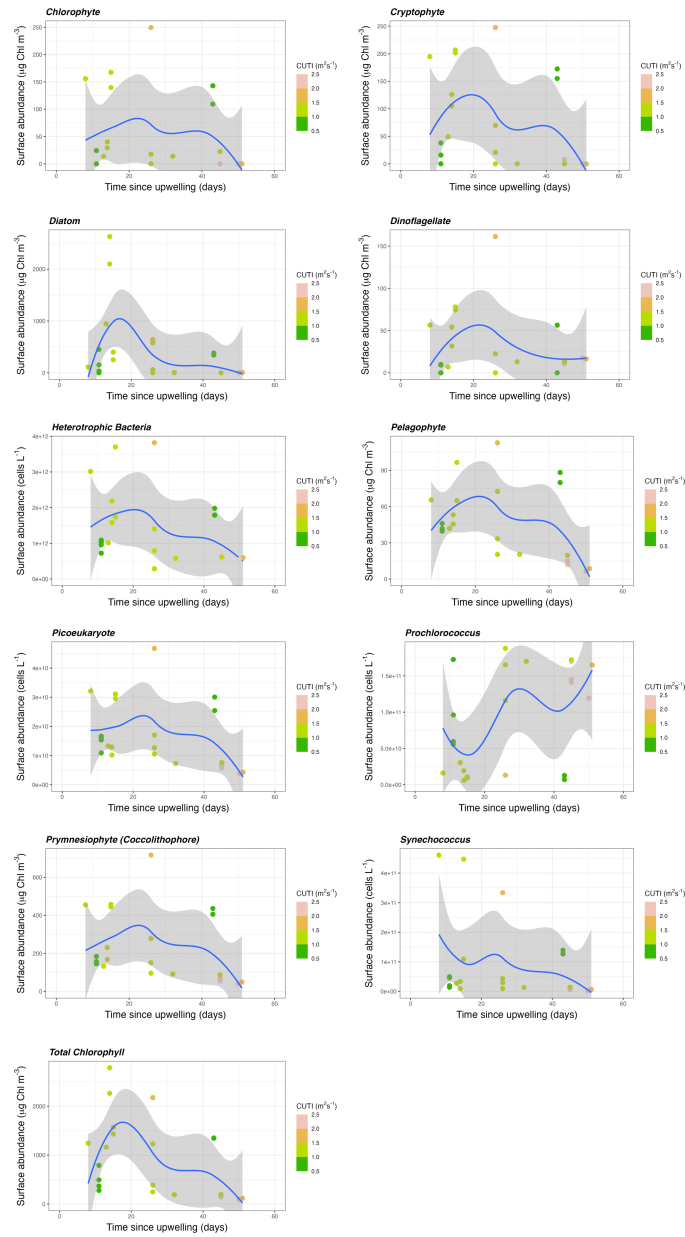 Chlorophyte
Surface abundance (µg Chl m-3)
250
200
150
100
50
0
0 20 40 60
Time since upwelling (days)
CUTI (m2s-1)
2.5
2.0
1.5
1.0
0.5
Cryptophyte
Surface abundance (µg Chl m-3)
250
200
150
100
50
0
0 20 40 60
Time since upwelling (days)
CUTI (m2s-1)
2.5
2.0
1.5
1.0
0.5
Diatom
Surface abundance (µg Chl m-3)
2000
1000
0
0 20 40 60
Time since upwelling (days)
CUTI (m2s-1)
2.5
2.0
1.5
1.0
0.5
Dinoflagellate
Surface abundance (µg Chl m-3)
150
100
50
0
0 20 40 60
Time since upwelling (days)
CUTI (m2s-1)
2.5
2.0
1.5
1.0
0.5
Heterotrophic Bacteria
Surface abundance (cells L-1)
4e+12
3e+12
2e+12
1e+12
0e+00
0 20 40 60
Time since upwelling (days)
CUTI (m2s-1)
2.5
2.0
1.5
1.0
0.5
Pelagophyte
Surface abundance (µg Chl m-3)
90
60
30
0
0 20 40 60
Time since upwelling (days)
CUTI (m2s-1)
2.5
2.0
1.5
1.0
0.5
Picoeukaryote
Surface abundance (cells L-1)
4e+10
3e+10
2e+10
1e+10
0e+00
0 20 40 60
Time since upwelling (days)
CUTI (m2s-1)
2.5
2.0
1.5
1.0
0.5
Prochlorococcus
Surface abundance (cells L-1)
1.5e+11
1.0e+11
5.0e+10
0.0e+00
0 20 40 60
Time since upwelling (days)
CUTI (m2s-1)
2.5
2.0
1.5
1.0
0.5
Prymnesiophyte (Coccolithophore)
Surface abundance (µg Chl m-3)
600
400
200
0
0 20 40 60
Time since upwelling (days)
CUTI (m2s-1)
2.5
2.0
1.5
1.0
0.5
Synechococcus
Surface abundance (cells L-1)
4e+11
3e+11
2e+11
1e+11
0e+00
0 20 40 60
Time since upwelling (days)
CUTI (m2s-1)
2.5
2.0
1.5
1.0
0.5
Total Chlorophyll
Surface abundance (µg Chl m-3)
2000
1000
0
0 20 40 60
Time since upwelling (days)
CUTI (m2s-1)
2.5
2.0
1.5
1.0
0.5